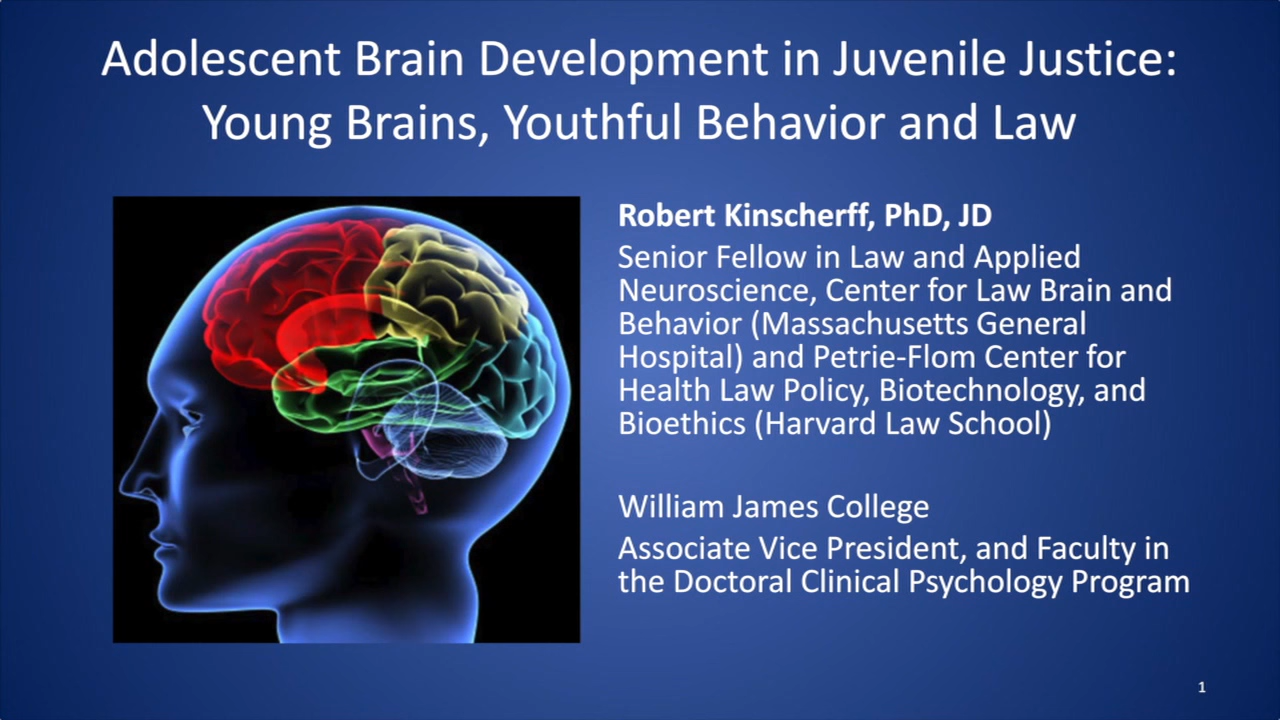 Adolescent Brain Development in Juvenile Justice:
Young Brains, Youthful Behavior and Law
Robert Kinscherff, PhD, JD
Senior Fellow in Law and Applied
Neuroscience, Center for Law Brain and
Behavior (Massachusetts General
Hospital) and Petrie-Flom Center for
Health Law Policy, Biotechnology, and
Bioethics (Harvard Law School)
William James College
Associate Vice President, and Faculty in
the Doctoral Clinical Psychology Program
1